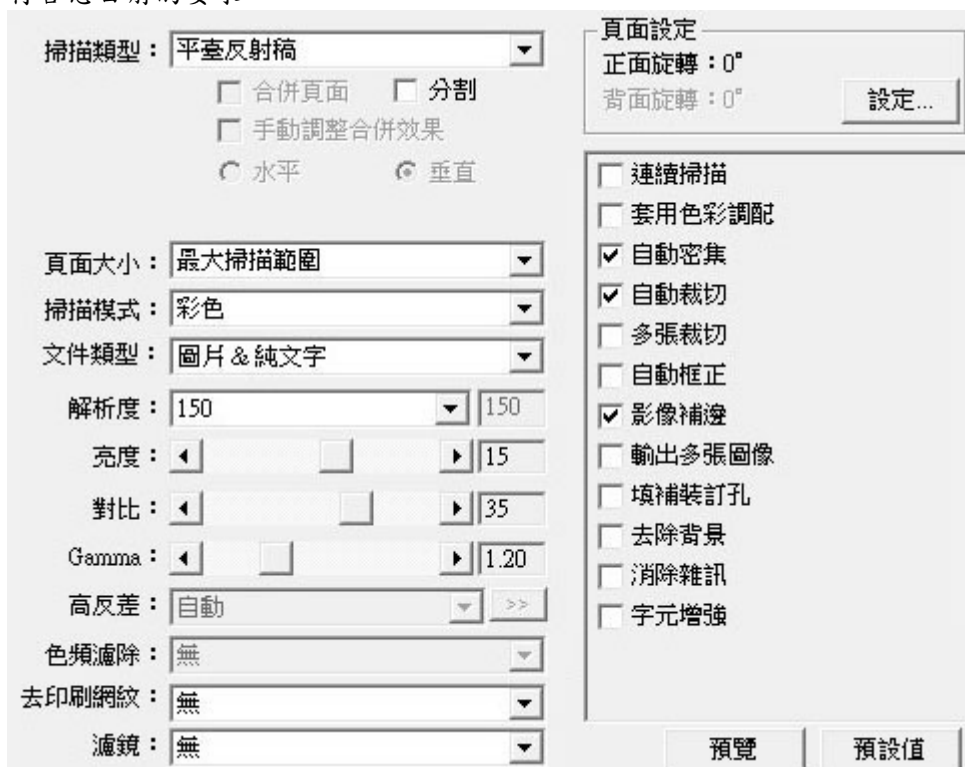 掃描類型：平臺反射稿
合併頁面 分割
手動調整合併效果
水平 垂直
頁面大小：最大掃描範圍
掃描模式：彩色
文件類型：圖片＆純文字
解析度：150 150
亮度：15
對比：35
Gamma：1.20
高反差：自動 >>
色頻濾除：無
去印刷網紋：無
濾鏡：無
頁面設定
正面旋轉：0°
背面旋轉：0° 設定...
連續掃描
套用色彩調配
自動密集
自動裁切
多張裁切
自動框正
影像補邊
輸出多張圖像
填補裝訂孔
去除背景
消除雜訊
字元增強
預覽 預設值